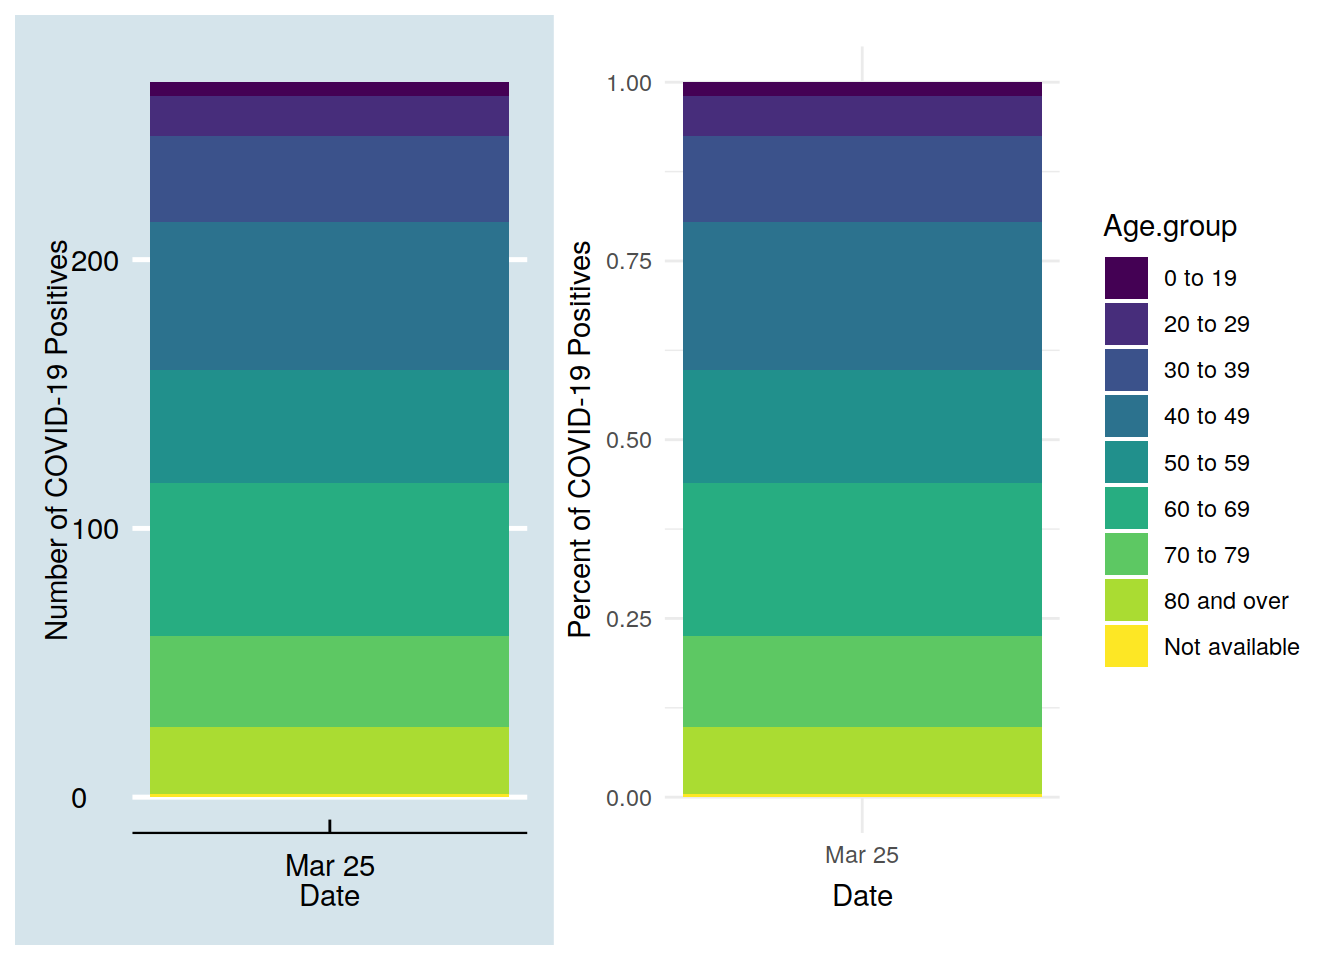 Number of COVID-19 Positives
200
100
0
Mar 25
Date
Percent of COVID-19 Positives
1.00
0.75
0.50
0.25
0.00
Mar 25
Date
Age.group
0 to 19
20 to 29
30 to 39
40 to 49
50 to 59
60 to 69
70 to 79
80 and over
Not available